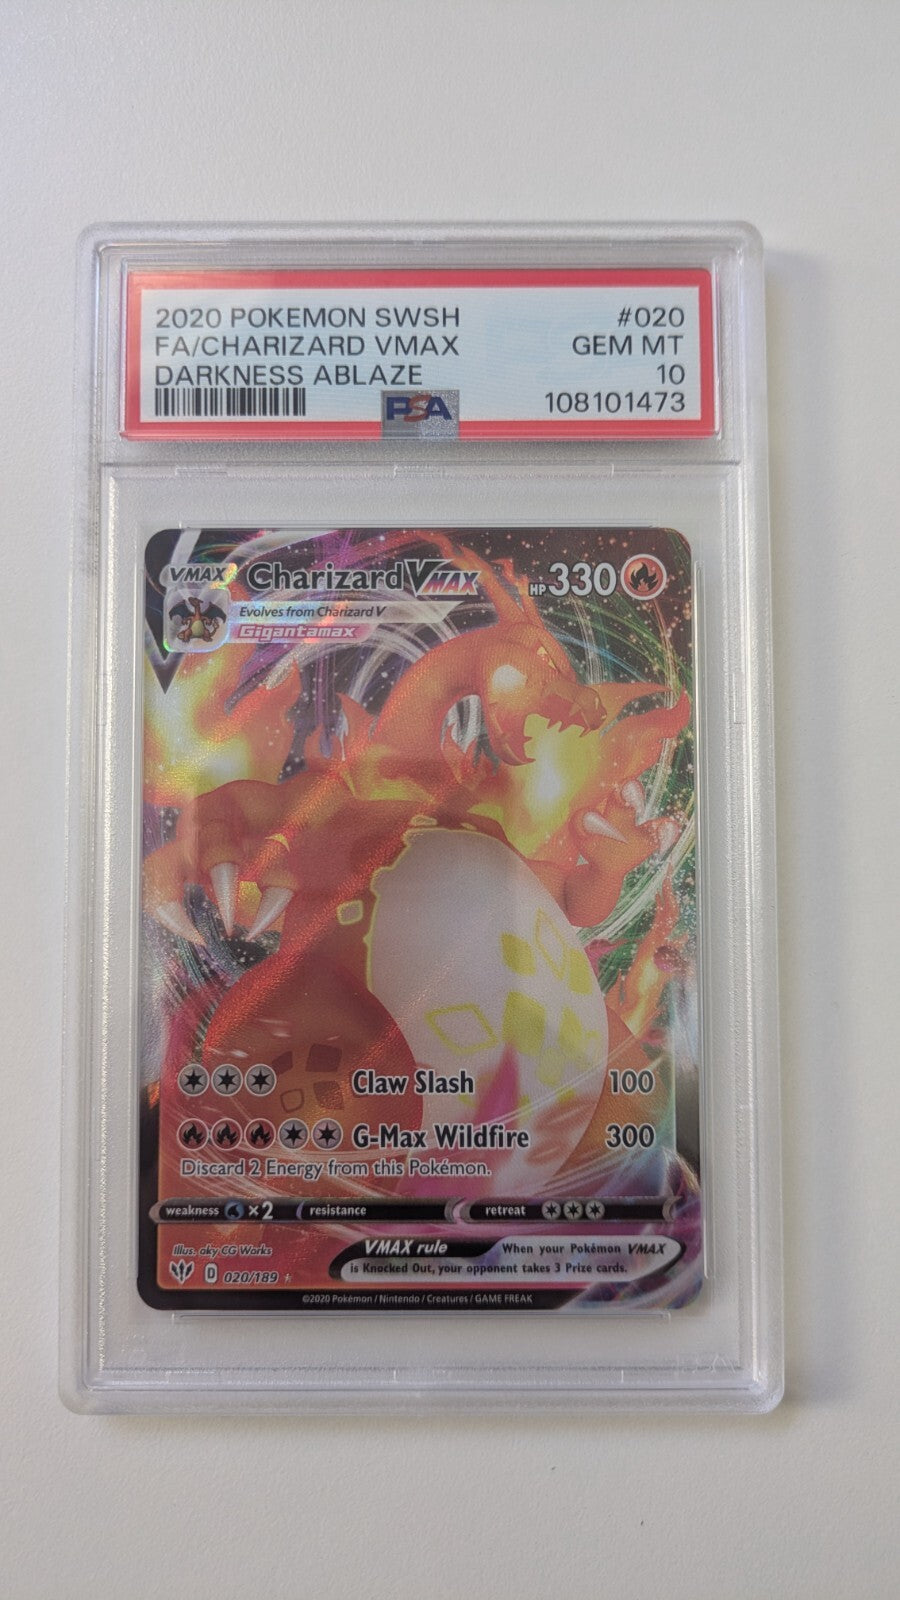 2020 POKEMON SWSH #020
FA/CHARIZARD VMAX GEM MT
DARKNESS ABLAZE 10
PSA 108101473
VMAX Charizard VMAX HP 330
Evolves from Charizard V
Gigantamax
Claw Slash 100
G-Max Wildfire 300
Discard 2 Energy from this Pokémon.
weakness ×2 resistance retreat
Illus. aky CG Works
VMAX rule When your Pokémon VMAX
is Knocked Out, your opponent takes 3 Prize cards.
D 020/189
©2020 Pokémon / Nintendo / Creatures / GAME FREAK